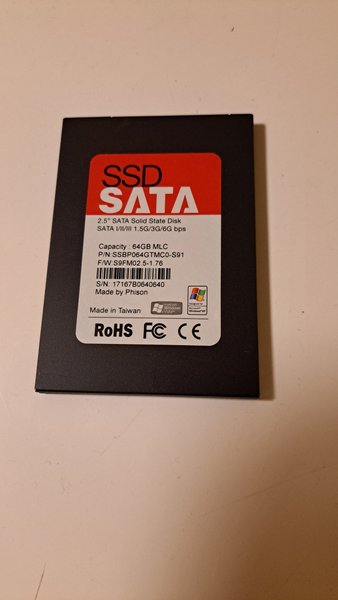 SSD
SATA
2.5" SATA Solid State Disk
SATA I/II/III 1.5G/3G/6G bps
Capacity : 64GB MLC
P/N SSBP064GTMC0-S91
F/W S9FM02.5-1.76
S/N: 17167B0640640
Made by Phison
Made in Taiwan
RoHS FC CE